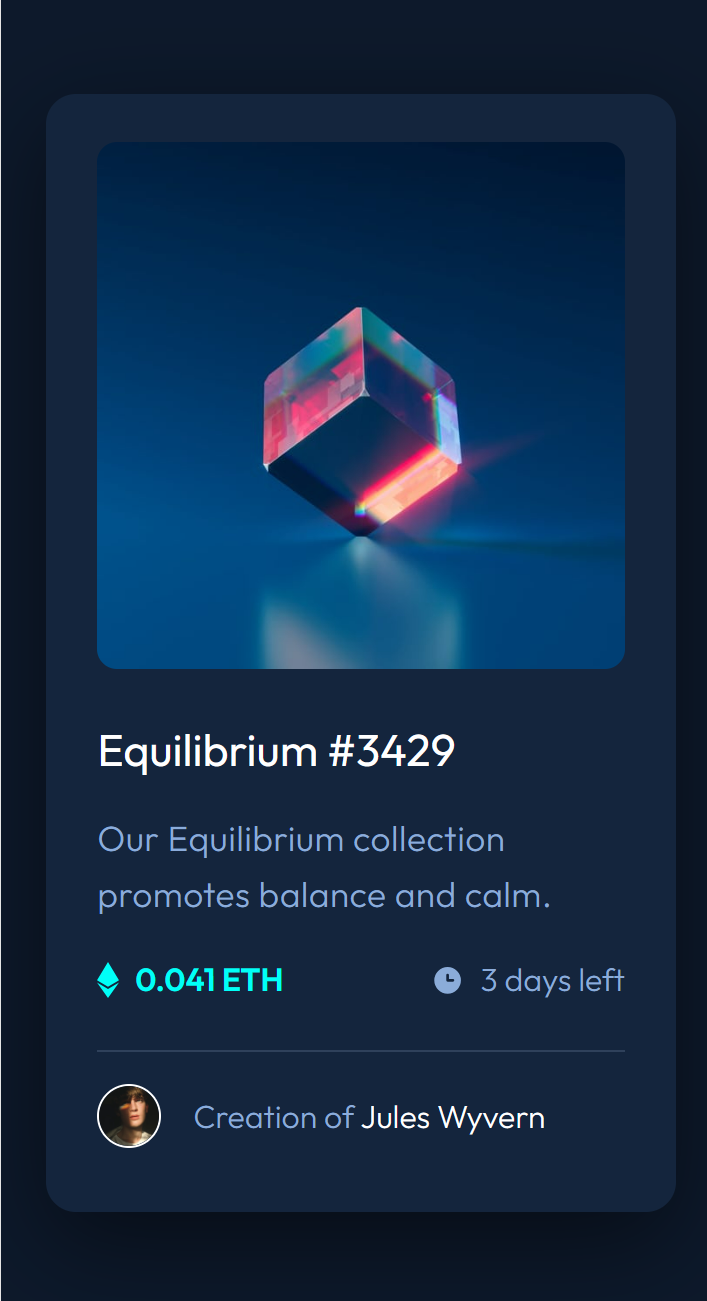 Equilibrium #3429
Our Equilibrium collection
promotes balance and calm.
0.041 ETH
3 days left
Creation of Jules Wyvern